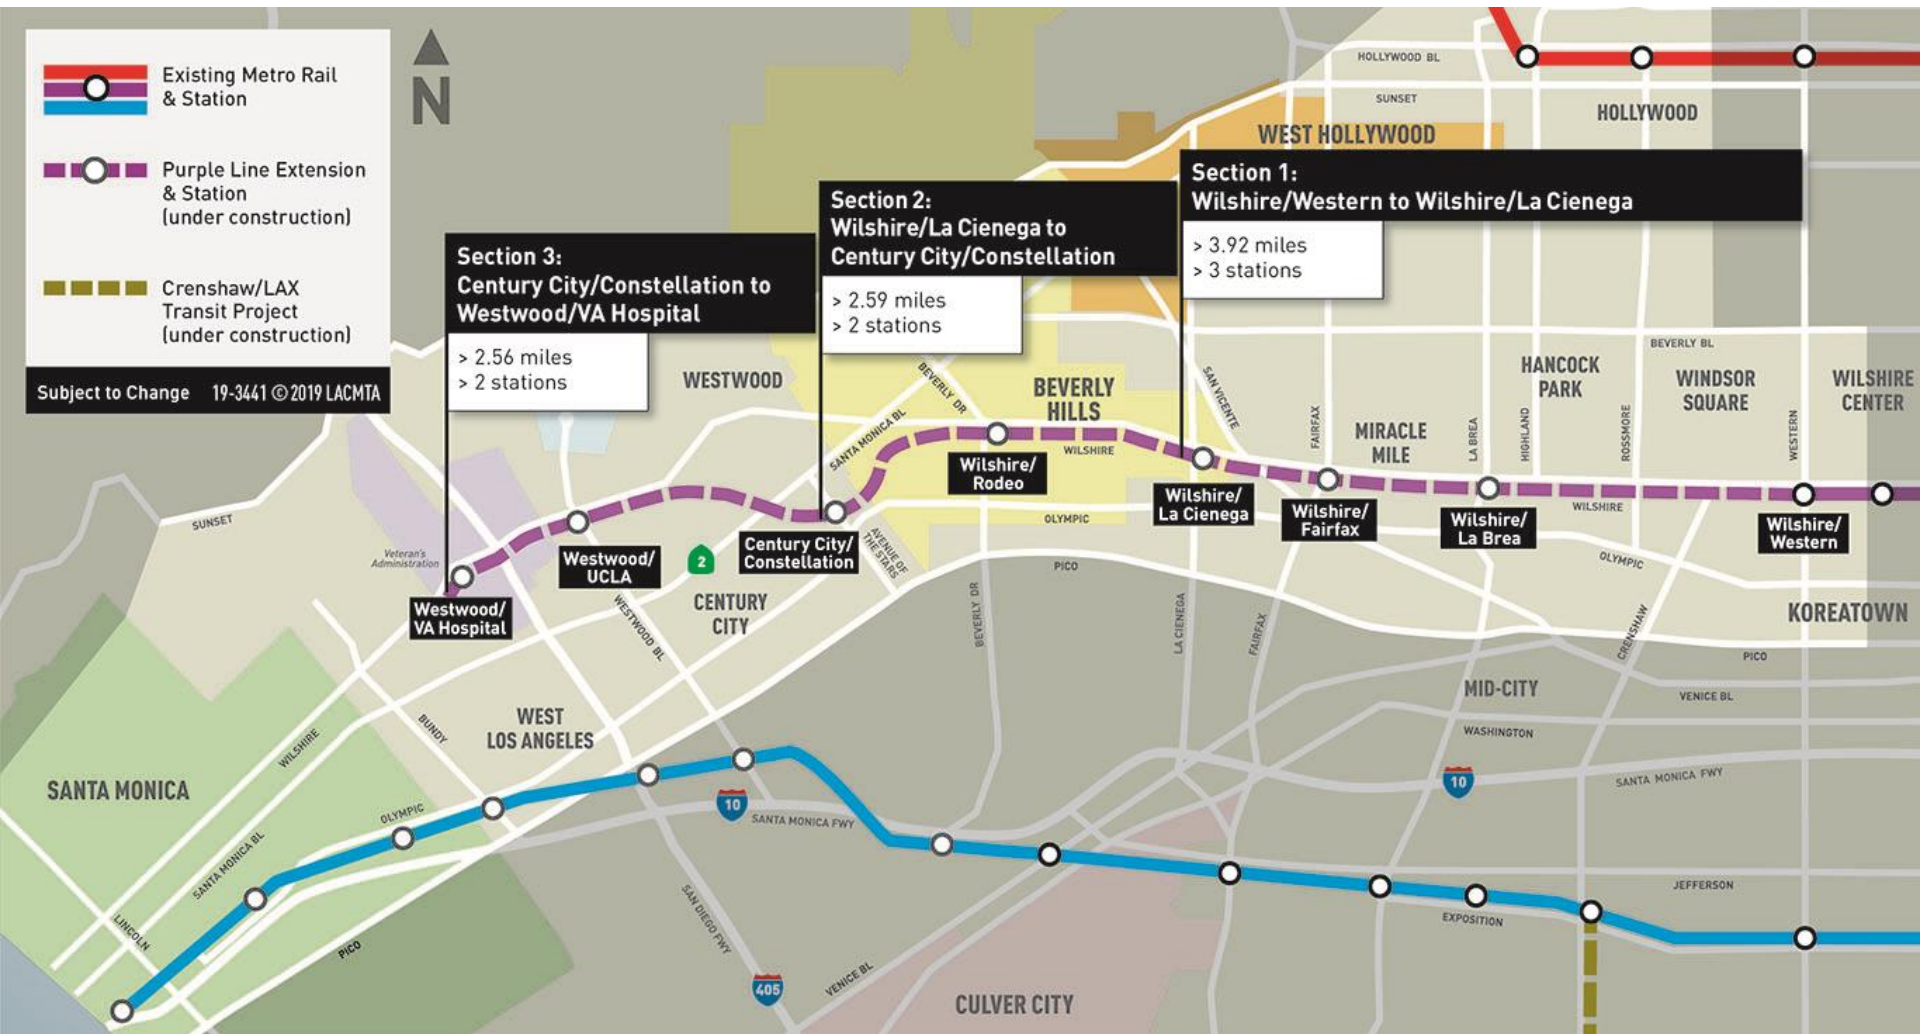 Existing Metro Rail
& Station
Purple Line Extension
& Station
(under construction)
Crenshaw/LAX
Transit Project
(under construction)
Subject to Change 19-3441 ©2019 LACMTA
N
HOLLYWOOD BL
SUNSET
HOLLYWOOD
WEST HOLLYWOOD
Section 1:
Wilshire/Western to Wilshire/La Cienega
> 3.92 miles
> 3 stations
Section 2:
Wilshire/La Cienega to
Century City/Constellation
> 2.59 miles
> 2 stations
Section 3:
Century City/Constellation to
Westwood/VA Hospital
> 2.56 miles
> 2 stations
WESTWOOD
BEVERLY DR
BEVERLY
HILLS
SANTA MONICA BL
WILSHIRE
SAN VICENTE
FAIRFAX
MIRACLE
MILE
LA BREA
HIGHLAND
HANCOCK
PARK
ROSSMORE
BEVERLY BL
WINDSOR
SQUARE
WESTERN
WILSHIRE
CENTER
SUNSET
Veteran's
Administration
Westwood/
VA Hospital
Westwood/
UCLA
2
Century City/
Constellation
AVENUE OF
THE STARS
Wilshire/
Rodeo
OLYMPIC
Wilshire/
La Cienega
Wilshire/
Fairfax
Wilshire/
La Brea
WILSHIRE
Wilshire/
Western
OLYMPIC
PICO
CENTURY
CITY
WESTWOOD BL
BEVERLY DR
LA CIENEGA
FAIRFAX
CRENSHAW
KOREATOWN
PICO
MID-CITY
VENICE BL
WASHINGTON
SANTA MONICA
WILSHIRE
BUNDY
WEST
LOS ANGELES
10
SANTA MONICA FWY
10
SANTA MONICA FWY
OLYMPIC
SANTA MONICA BL
LINCOLN
PICO
SAN DIEGO FWY
405
VENICE BL
CULVER CITY
EXPOSITION
JEFFERSON